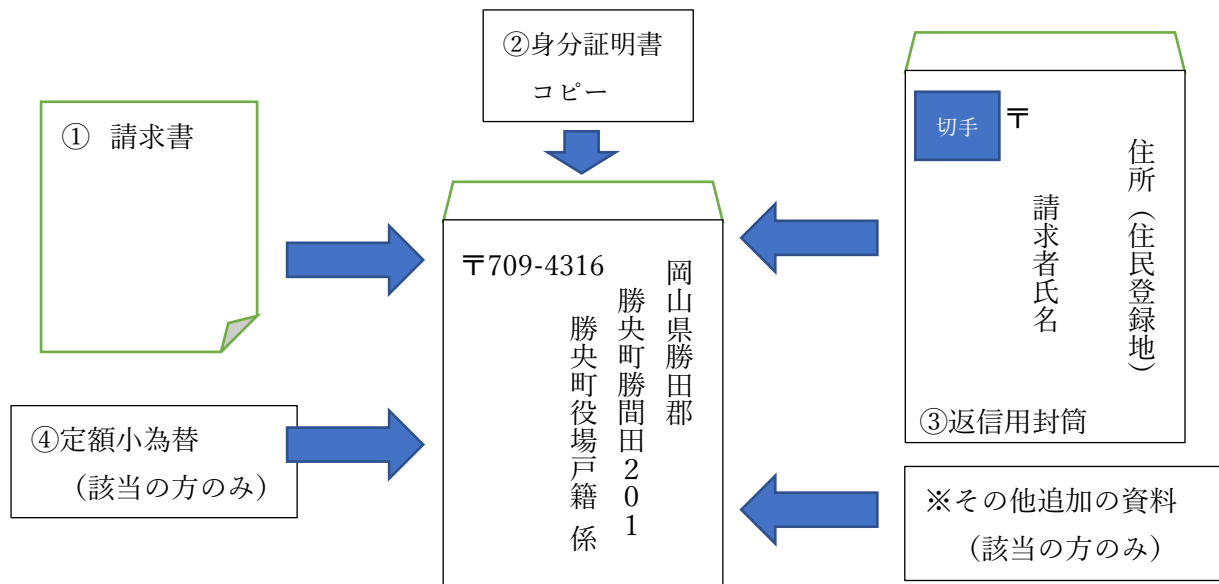 ① 請求書
②身分証明書
コピー
切手
〒
住所（住民登録地）
請求者氏名
③返信用封筒
〒709-4316
岡山県勝田郡
勝央町勝間田201
勝央町役場戸籍 係
④定額小為替
（該当の方のみ）
※その他追加の資料
（該当の方のみ）